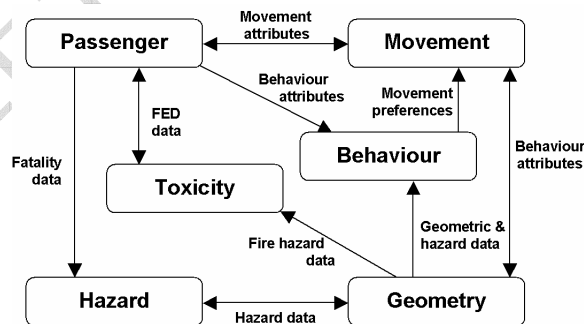 Movement
attributes
Passenger
Movement
Behaviour
attributes
Movement
preferences
FED
data
Behaviour
Behaviour
attributes
Fatality
data
Toxicity
Geometric &
hazard data
Fire hazard
data
Hazard
Hazard data
Geometry